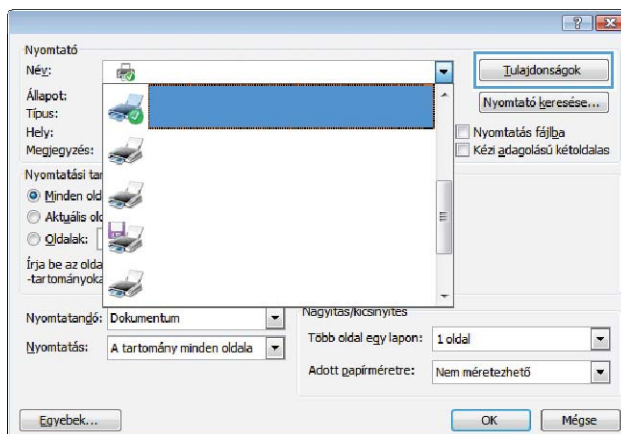 Nyomtató
Név:
Tulajdonságok
Állapot:
Nyomtató keresése...
Típus:
Hely:
Nyomtatás fájlba
Megjegyzés:
Kézi adagolású kétoldalas
Nyomtatási tar
Minden old
Aktuális old
Oldalak:
Írja be az olda
-tartományoka
Nagyítás/kicsinyítés
Nyomtatandó: Dokumentum
Több oldal egy lapon: 1 oldal
Nyomtatás: A tartomány minden oldala
Adott papírméretre: Nem méretezhető
Egyebek...
OK
Mégse